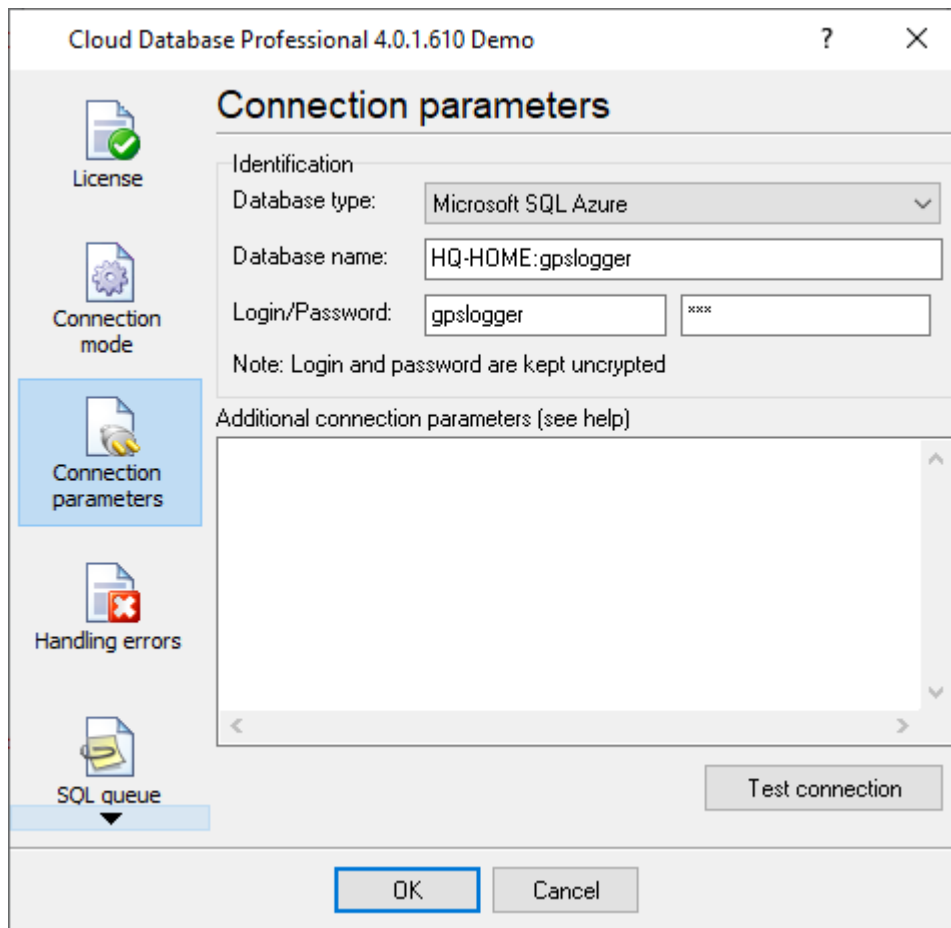 Cloud Database Professional 4.0.1.610 Demo
?
License
Connection
mode
Connection
parameters
Handling errors
SQL queue
Connection parameters
Identification
Database type:
Microsoft SQL Azure
Database name:
HQ-HOME:gpslogger
Login/Password:
gpslogger
***
Note: Login and password are kept uncrypted
Additional connection parameters (see help)
Test connection
OK
Cancel